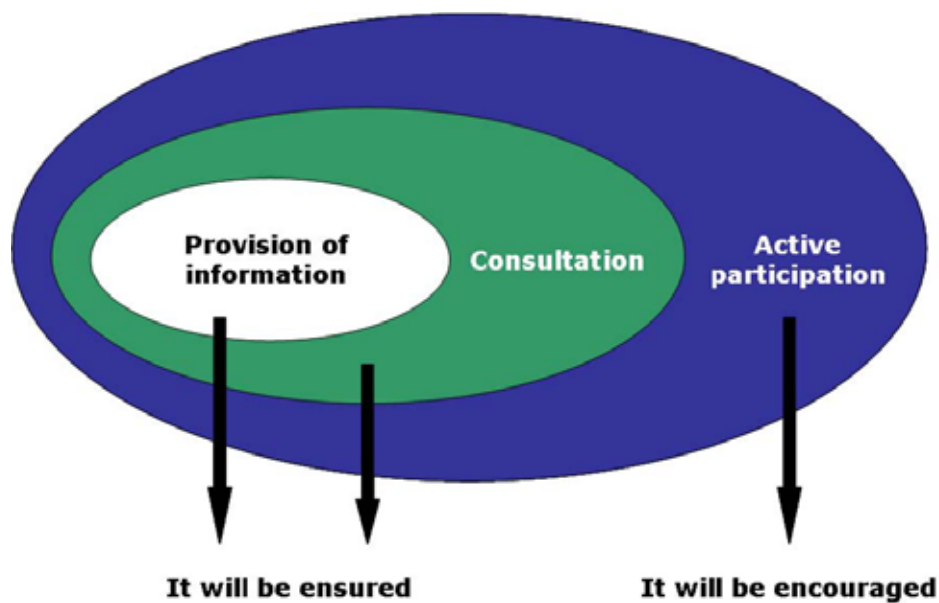 Provision of
information
Consultation
Active
participation
It will be ensured
It will be encouraged